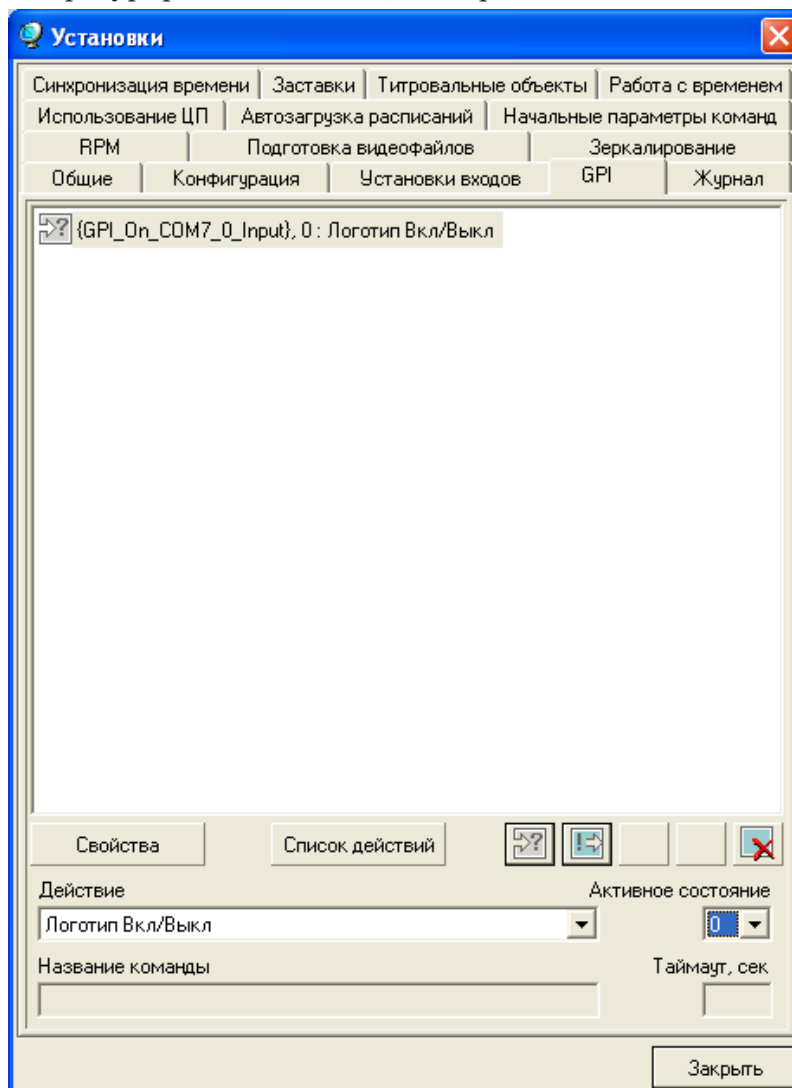 Установки
Синхронизация времени Заставки Титровальные объекты Работа с временем
Использование ЦП Автозагрузка расписаний Начальные параметры команд
RPM Подготовка видеофайлов Зеркалирование
Общие Конфигурация Установки входов GPI Журнал
{GPI_On_COM7_0_Input}, 0 : Логотип Вкл/Выкл
Свойства Список действий
Действие Активное состояние
Логотип Вкл/Выкл 0
Название команды Таймаут, сек
Закрыть